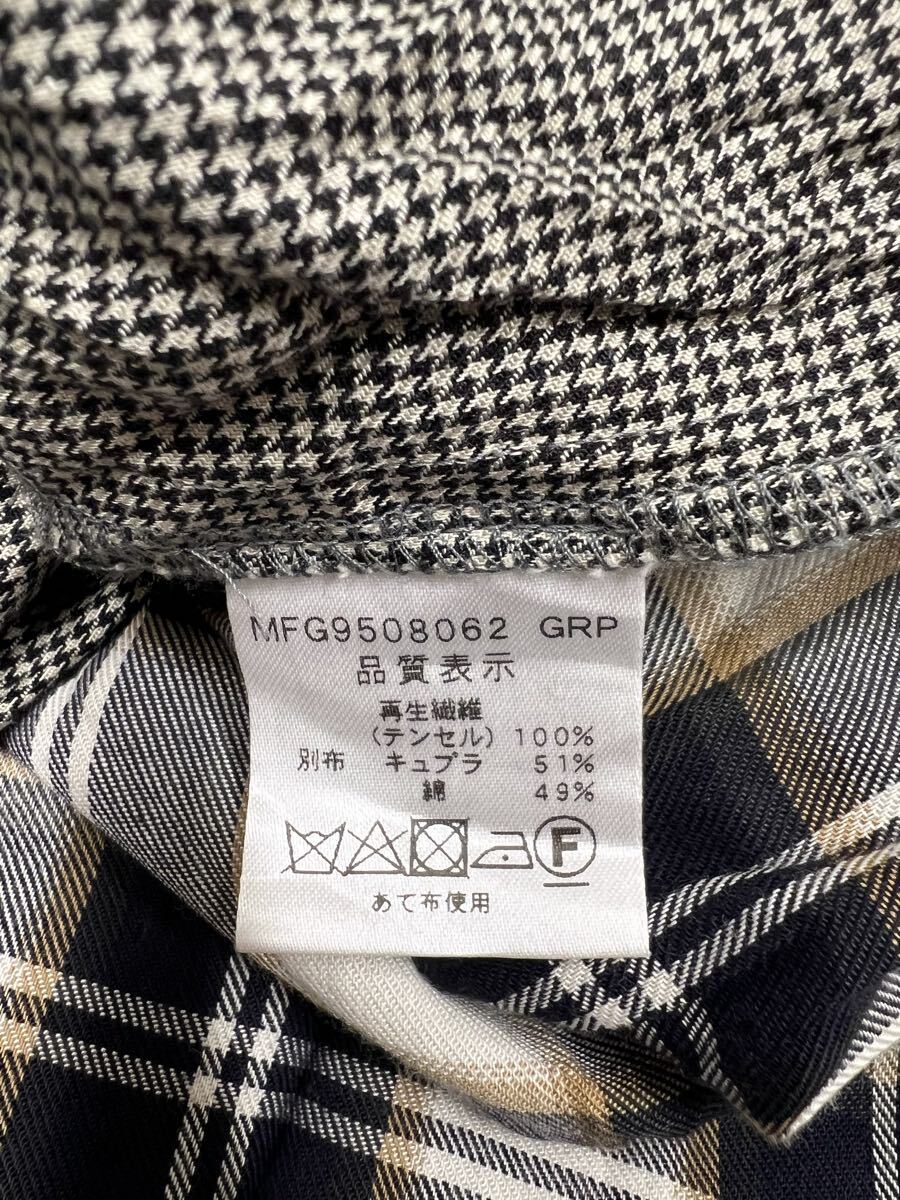 MFG9508062 GRP
品質表示
再生繊維
(テンセル) 100%
別布 キュプラ 51%
綿 49%
F
あて布使用